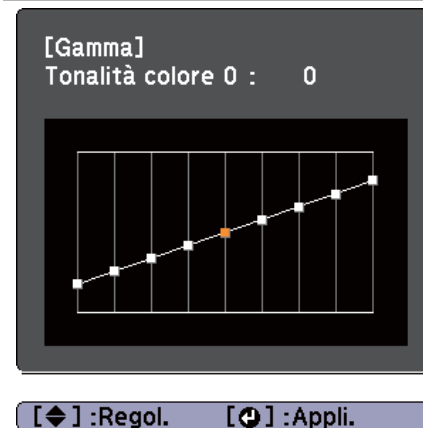 [Gamma]
Tonalità colore 0 : 0
[◆] :Regol. [↵] :Appli.